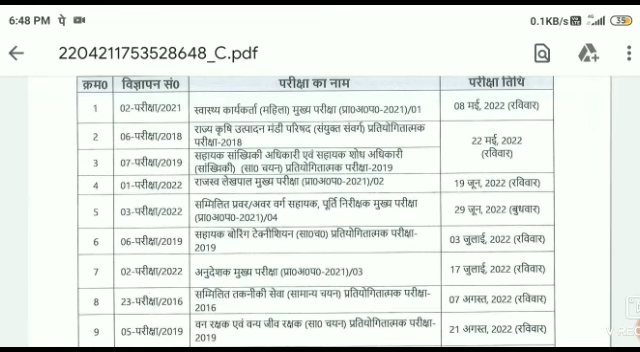 6:48 PM पे
0.1KB/s 4G 35
2204211753528648_C.pdf
क्रम0 विज्ञापन सं0 परीक्षा का नाम परीक्षा तिथि
1 02-परीक्षा/2021 स्वास्थ्य कार्यकर्ता (महिला) मुख्य परीक्षा (प्रा0अ0प0-2021)/01 08 मई, 2022 (रविवार)
2 06-परीक्षा/2018 राज्य कृषि उत्पादन मंडी परिषद (संयुक्त संवर्ग) प्रतियोगितात्मक
परीक्षा-2018
22 मई, 2022
(रविवार)
3 07-परीक्षा/2019 सहायक सांख्यिकी अधिकारी एवं सहायक शोध अधिकारी
(सांख्यिकी) (सा0 चयन) प्रतियोगितात्मक परीक्षा-2019
4 01-परीक्षा/2022 राजस्व लेखपाल मुख्य परीक्षा (प्रा0अ0प0-2021)/02 19 जून, 2022 (रविवार)
5 03-परीक्षा/2022 सम्मिलित प्रवर/अवर वर्ग सहायक, पूर्ति निरीक्षक मुख्य परीक्षा
(प्रा0अ0प0-2021)/04
29 जून, 2022 (बुधवार)
6 06-परीक्षा/2019 सहायक बोरिंग टेक्नीशियन (सा0च0) प्रतियोगितात्मक परीक्षा-
2019
03 जुलाई, 2022 (रविवार)
7 02-परीक्षा/2022 अनुदेशक मुख्य परीक्षा (प्रा0अ0प0-2021)/03 17 जुलाई, 2022 (रविवार)
8 23-परीक्षा/2016 सम्मिलित तकनीकी सेवा (सामान्य चयन) प्रतियोगितात्मक परीक्षा-
2016
07 अगस्त, 2022 (रविवार)
9 05-परीक्षा/2019 वन रक्षक एवं वन्य जीव रक्षक (सा0 चयन) प्रतियोगितात्मक परीक्षा-
2019
21 अगस्त, 2022 (रविवार)